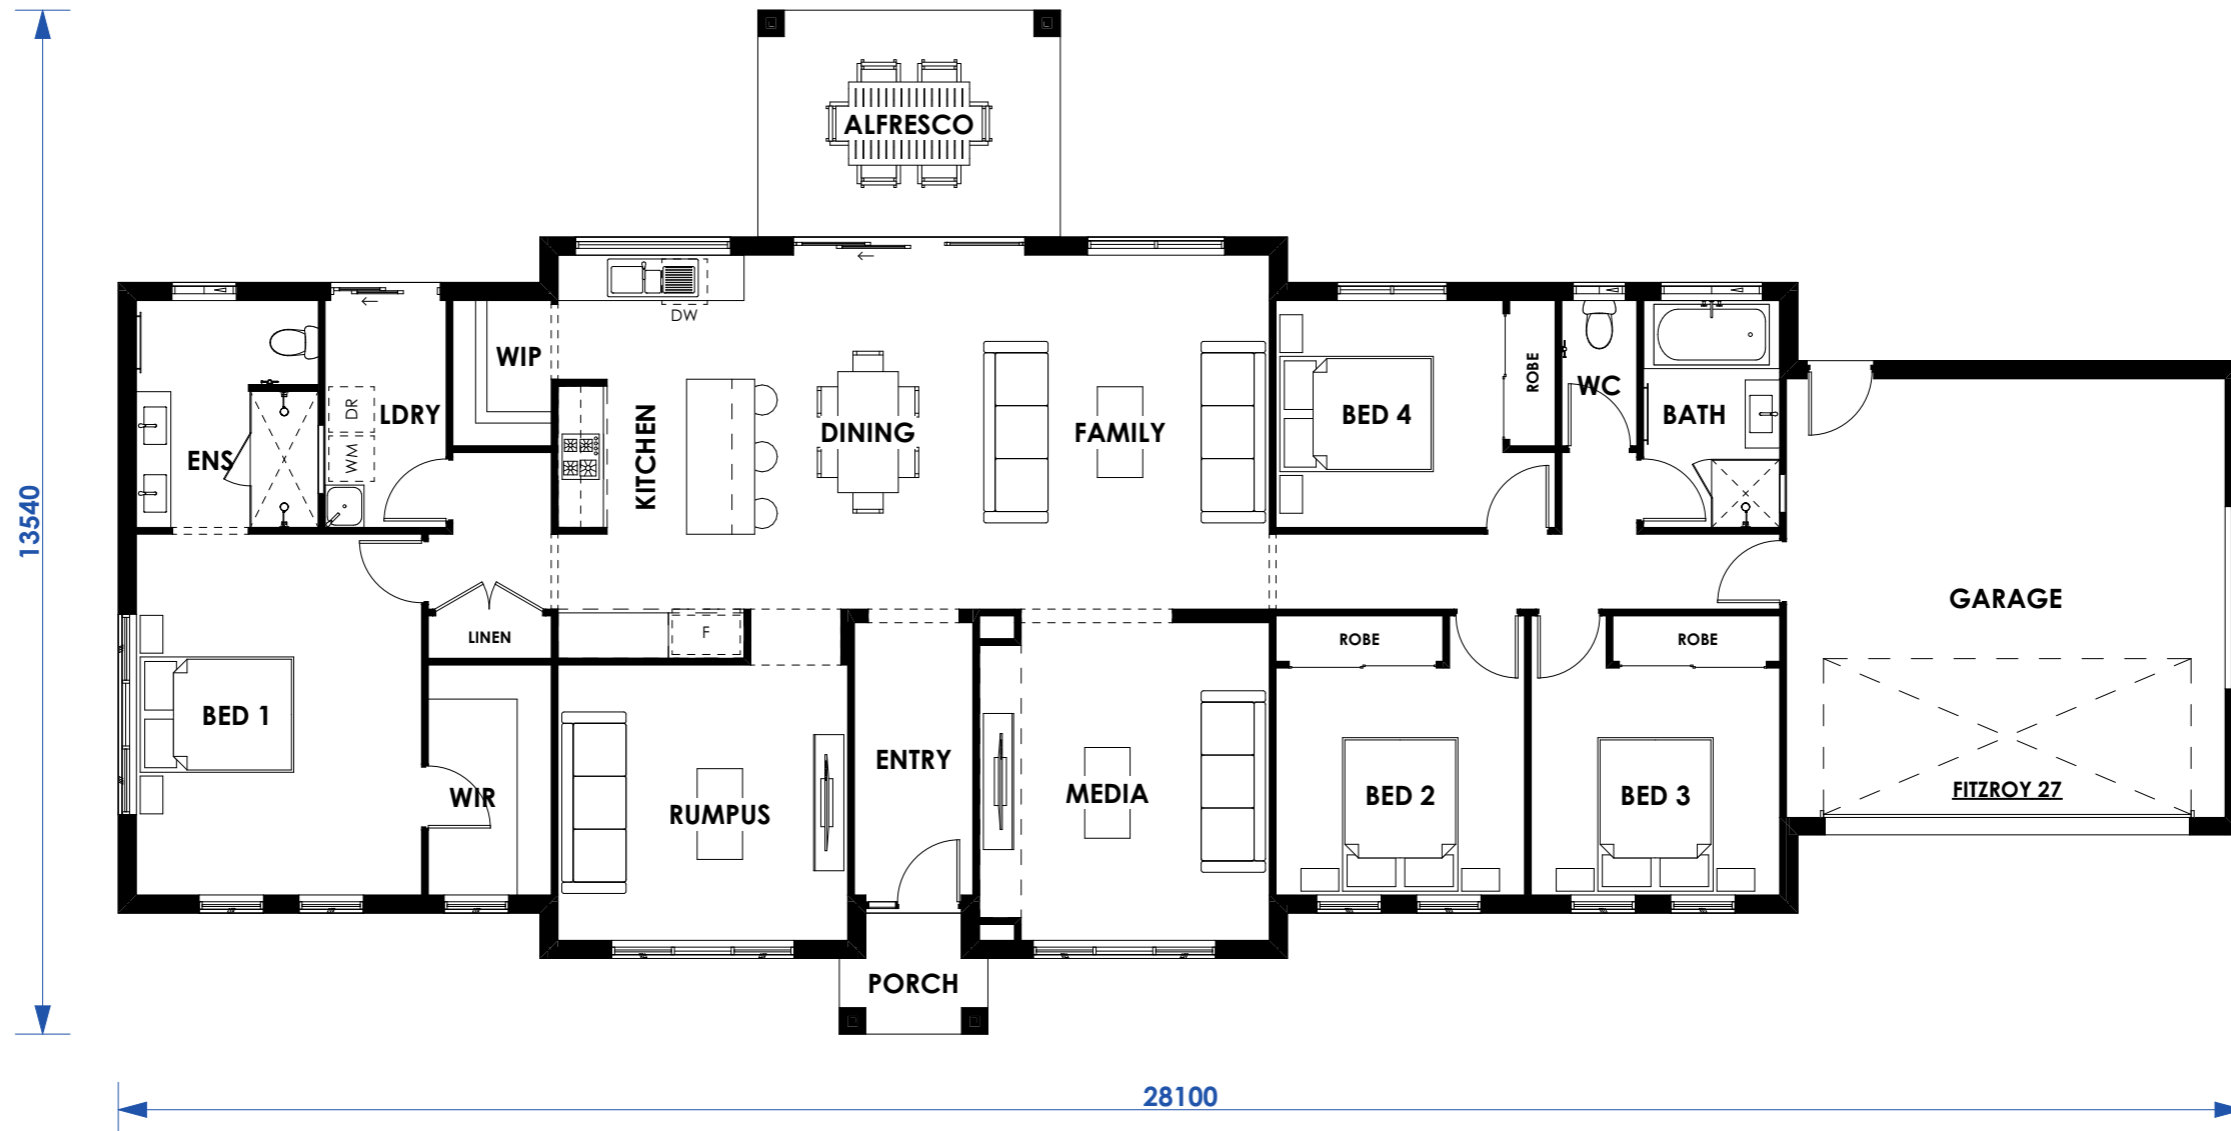 ALFRESCO
13540
DW
WIP
ROBE
WC
BATH
BED 4
DR
LDRY
WM
ENS
KITCHEN
DINING
FAMILY
GARAGE
LINEN
F
ROBE
ROBE
BED 1
WIR
RUMPUS
ENTRY
MEDIA
BED 2
BED 3
FITZROY 27
PORCH
28100